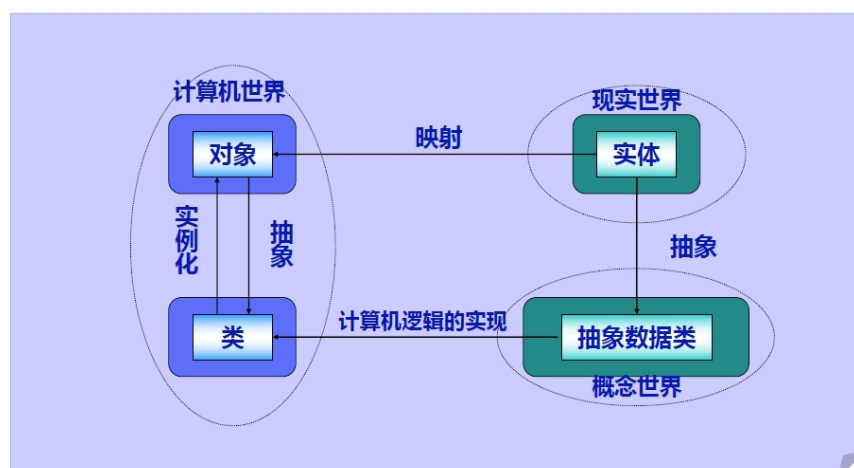 计算机世界
现实世界
对象
映射
实体
实例化
抽象
抽象
类
计算机逻辑的实现
抽象数据类
概念世界